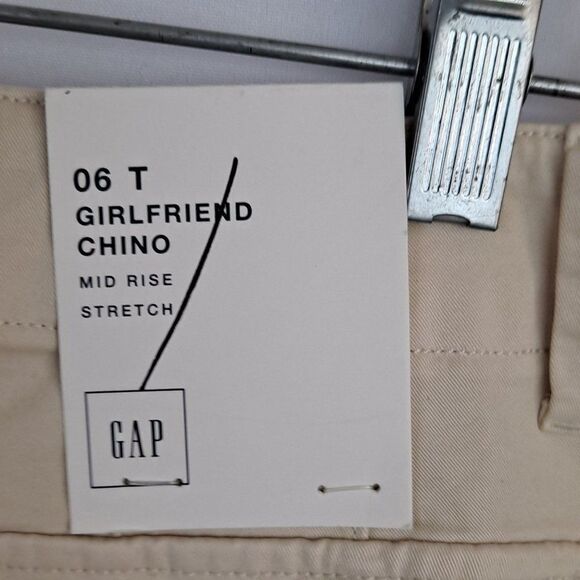 06 T
GIRLFRIEND
CHINO
MID RISE
STRETCH
GAP